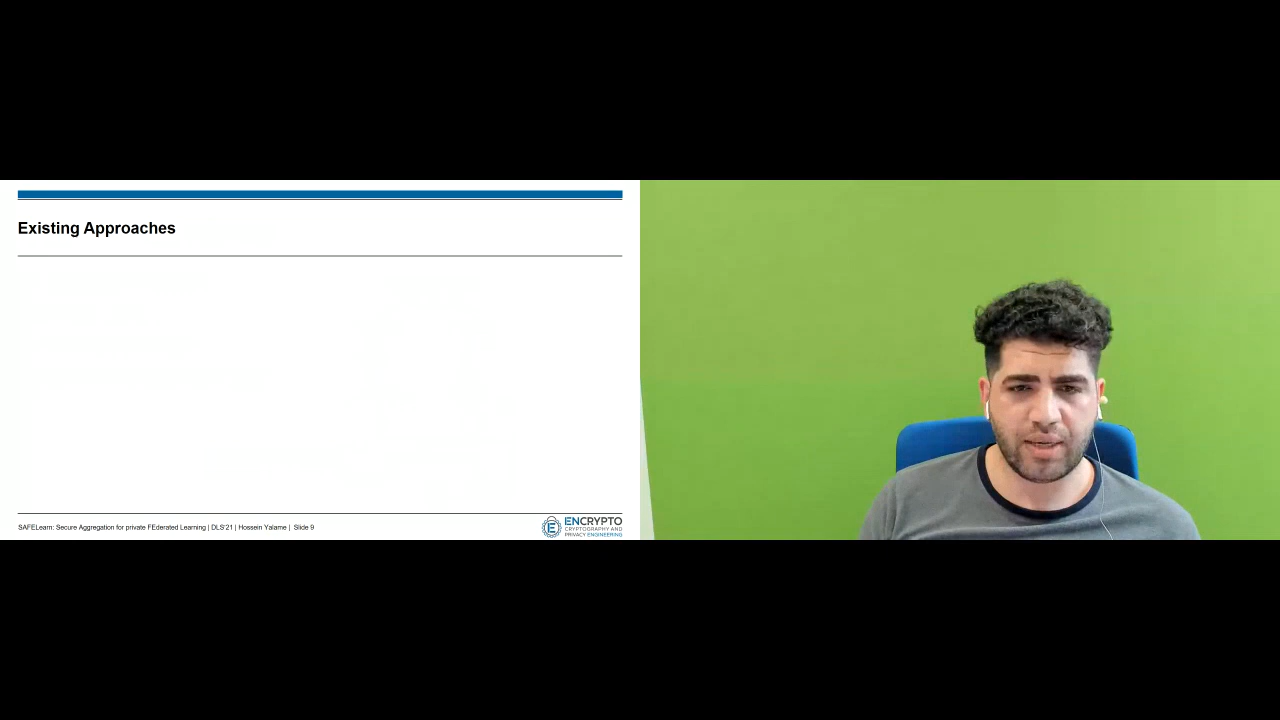 Existing Approaches
SAFELearn: Secure Aggregation for private FEderated Learning | DLS'21 | Hossein Yalame | Slide 9
ENCRYPTO
CRYPTOGRAPHY AND
PRIVACY ENGINEERING